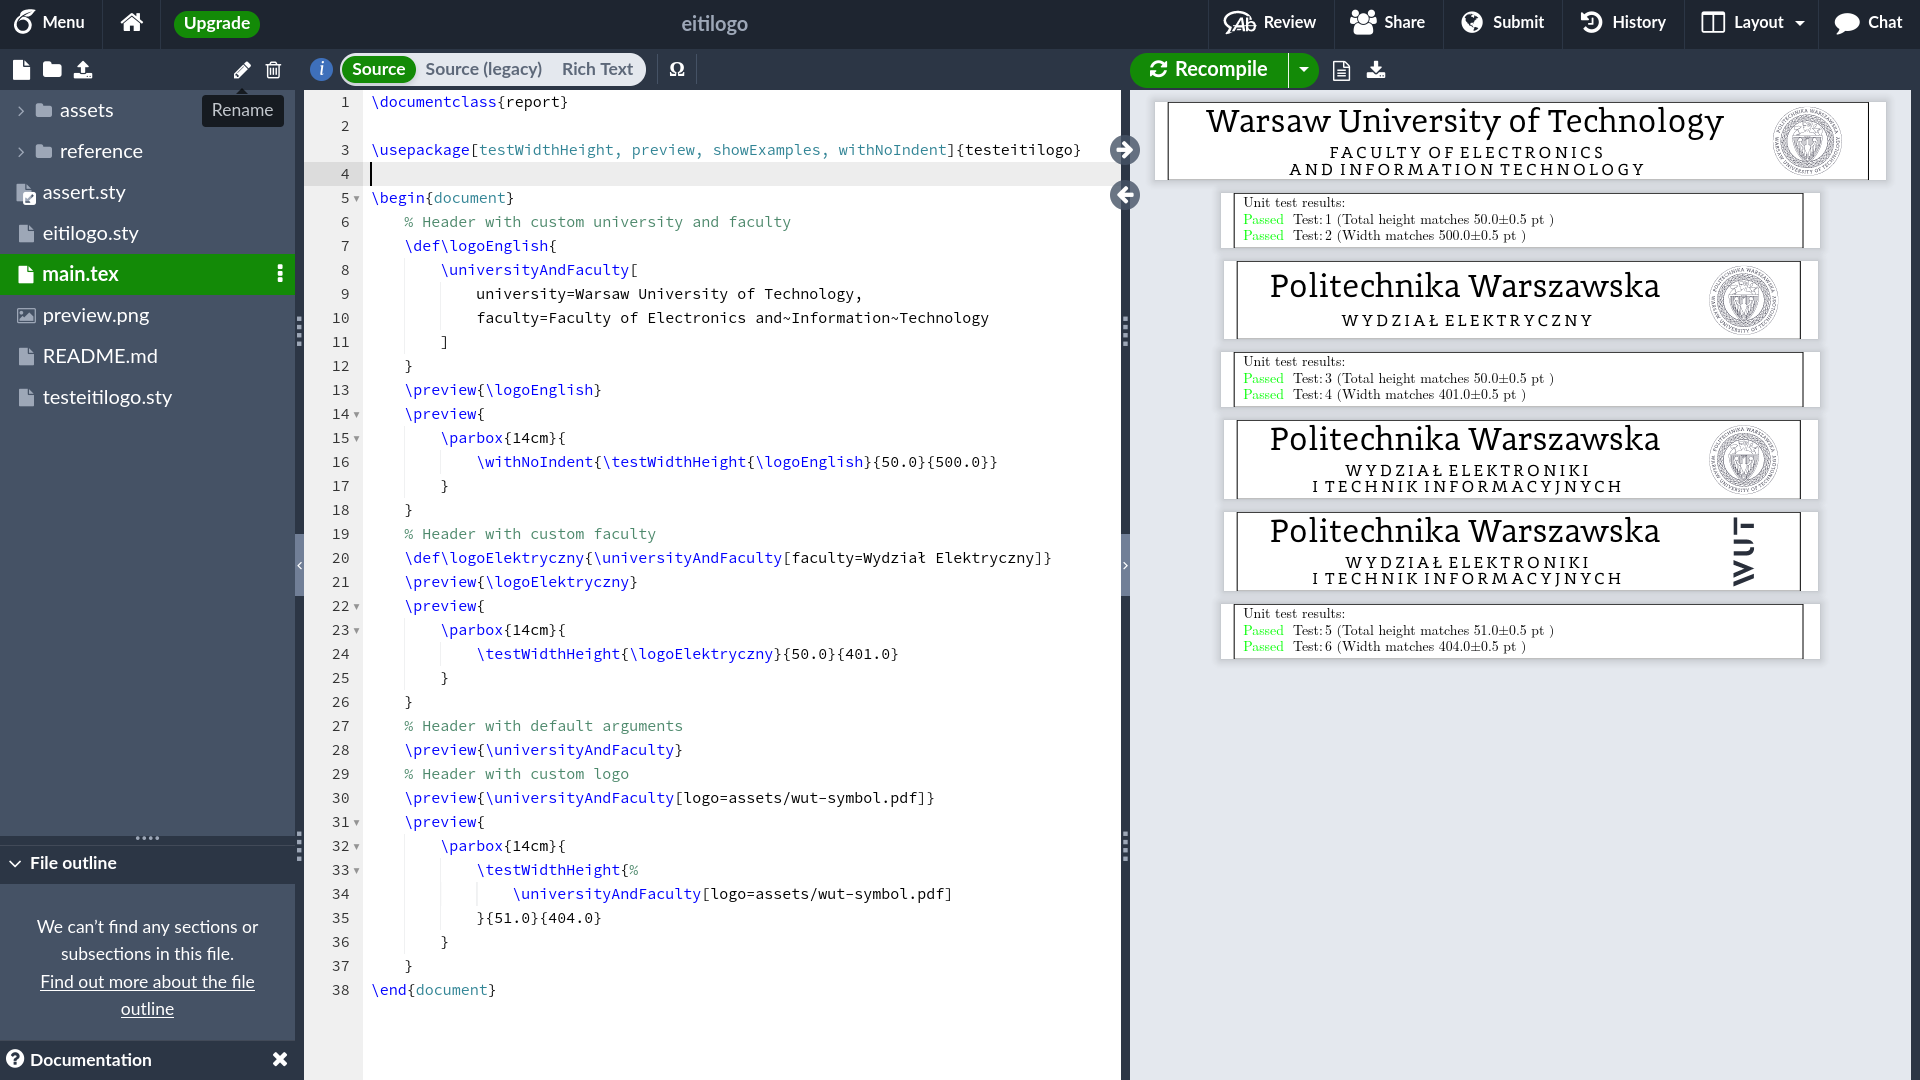 Menu
Upgrade
eitilogo
Review
Share
Submit
History
Layout
Chat
Rename
assets
reference
assert.sty
eitilogo.sty
main.tex
preview.png
README.md
testeitilogo.sty
File outline
We can't find any sections or
subsections in this file.
Find out more about the file
outline
Documentation
Source
Source (legacy)
Rich Text
Ω
1 \documentclass{report}
2
3 \usepackage[testWidthHeight, preview, showExamples, withNoIndent]{testeitilogo}
4
5 \begin{document}
6 % Header with custom university and faculty
7 \def\logoEnglish{
8 \universityAndFaculty[
9 university=Warsaw University of Technology,
10 faculty=Faculty of Electronics and~Information~Technology
11 ]
12 }
13 \preview{\logoEnglish}
14 \preview{
15 \parbox{14cm}{
16 \withNoIndent{\testWidthHeight{\logoEnglish}{50.0}{500.0}}
17 }
18 }
19 % Header with custom faculty
20 \def\logoElektryczny{\universityAndFaculty[faculty=Wydział Elektryczny]}
21 \preview{\logoElektryczny}
22 \preview{
23 \parbox{14cm}{
24 \testWidthHeight{\logoElektryczny}{50.0}{401.0}
25 }
26 }
27 % Header with default arguments
28 \preview{\universityAndFaculty}
29 % Header with custom logo
30 \preview{\universityAndFaculty[logo=assets/wut-symbol.pdf]}
31 \preview{
32 \parbox{14cm}{
33 \testWidthHeight{%
34 \universityAndFaculty[logo=assets/wut-symbol.pdf]
35 }{51.0}{404.0}
36 }
37 }
38 \end{document}
Recompile
Warsaw University of Technology
FACULTY OF ELECTRONICS
AND INFORMATION TECHNOLOGY
Unit test results:
Passed Test: 1 (Total height matches 50.0±0.5 pt )
Passed Test: 2 (Width matches 500.0±0.5 pt )
Politechnika Warszawska
WYDZIAŁ ELEKTRYCZNY
Unit test results:
Passed Test: 3 (Total height matches 50.0±0.5 pt )
Passed Test: 4 (Width matches 401.0±0.5 pt )
Politechnika Warszawska
WYDZIAŁ ELEKTRONIKI
I TECHNIK INFORMACYJNYCH
Politechnika Warszawska
WYDZIAŁ ELEKTRONIKI
I TECHNIK INFORMACYJNYCH
WUT
Unit test results:
Passed Test: 5 (Total height matches 51.0±0.5 pt )
Passed Test: 6 (Width matches 404.0±0.5 pt )